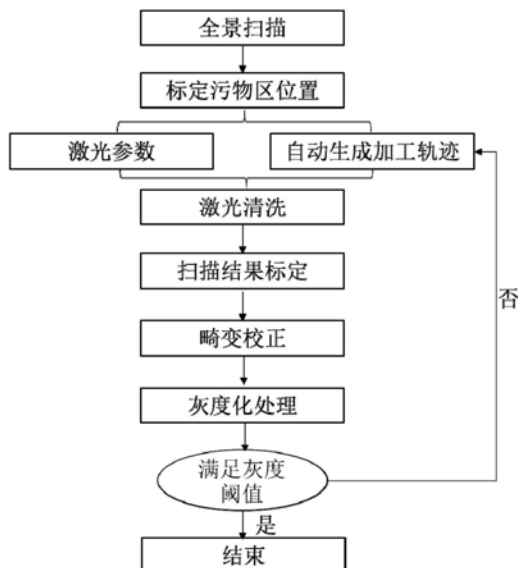 全景扫描
标定污物区位置
激光参数
自动生成加工轨迹
激光清洗
扫描结果标定
否
畸变校正
灰度化处理
满足灰度
阈值
是
结束